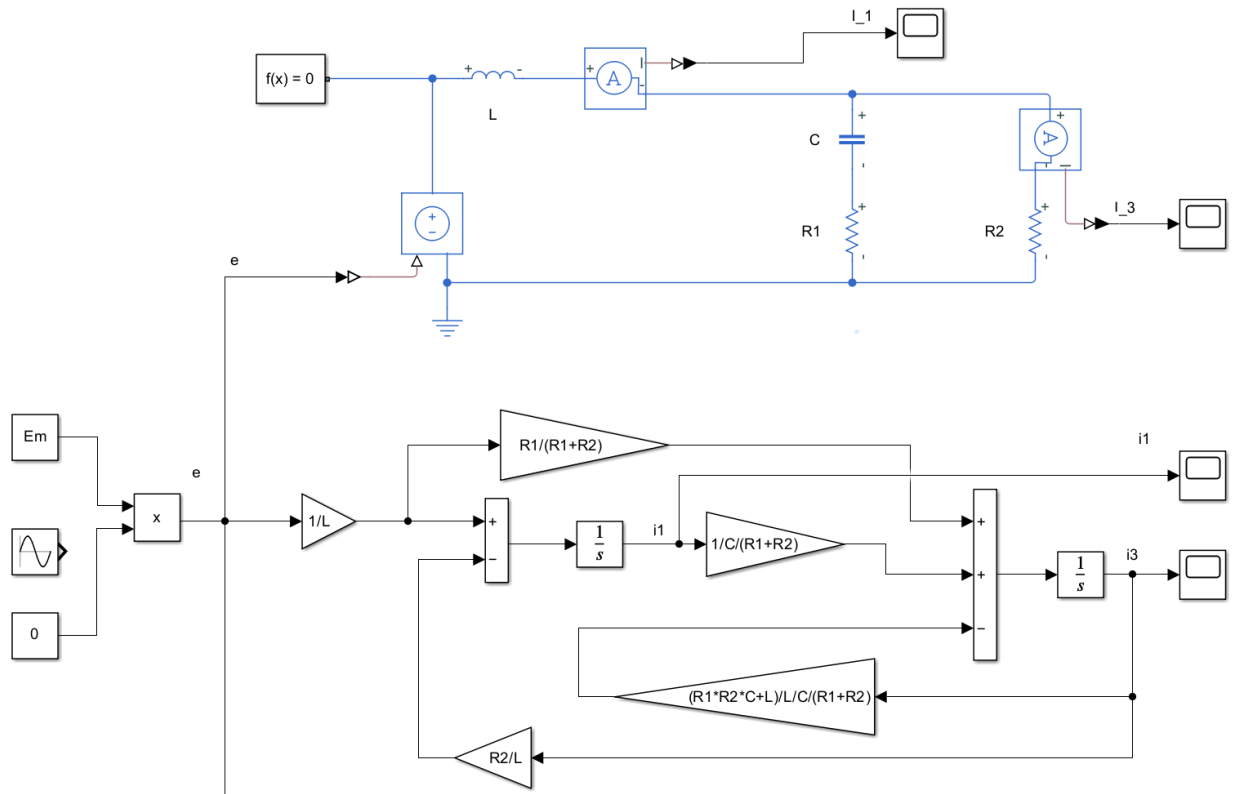 I_1
f(x) = 0
+
-
+
A
I
-
L
+
C
-
+
A
-
I
+
-
R1
+
-
R2
+
-
I_3
e
Em
e
x
0
1/L
R1/(R1+R2)
+
−
1
s
i1
1/C/(R1+R2)
i1
+
+
−
1
s
i3
(R1*R2*C+L)/L/C/(R1+R2)
R2/L